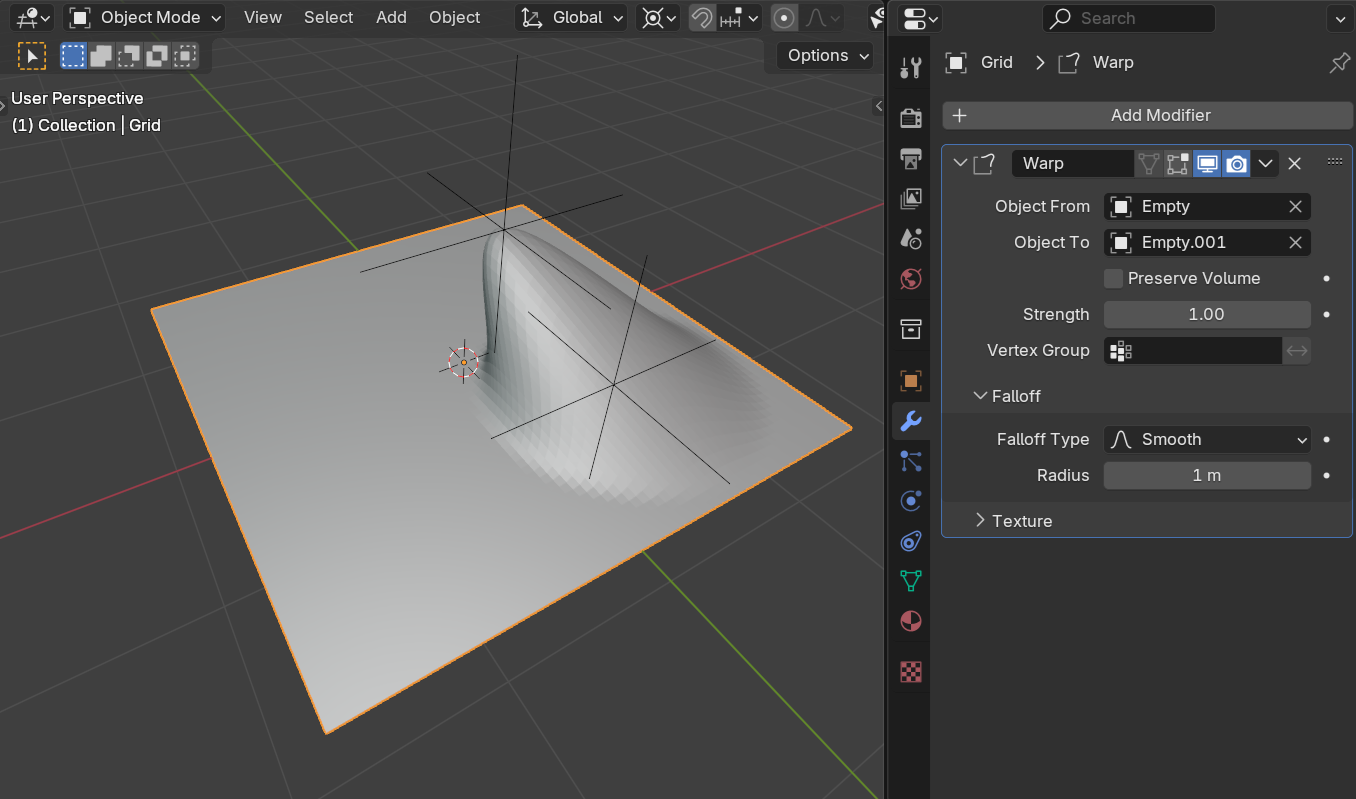 Object Mode View Select Add Object Global
Options
User Perspective
(1) Collection | Grid
Search
Grid > Warp
Add Modifier
Warp
Object From Empty
Object To Empty.001
Preserve Volume
Strength 1.00
Vertex Group
Falloff
Falloff Type Smooth
Radius 1 m
Texture